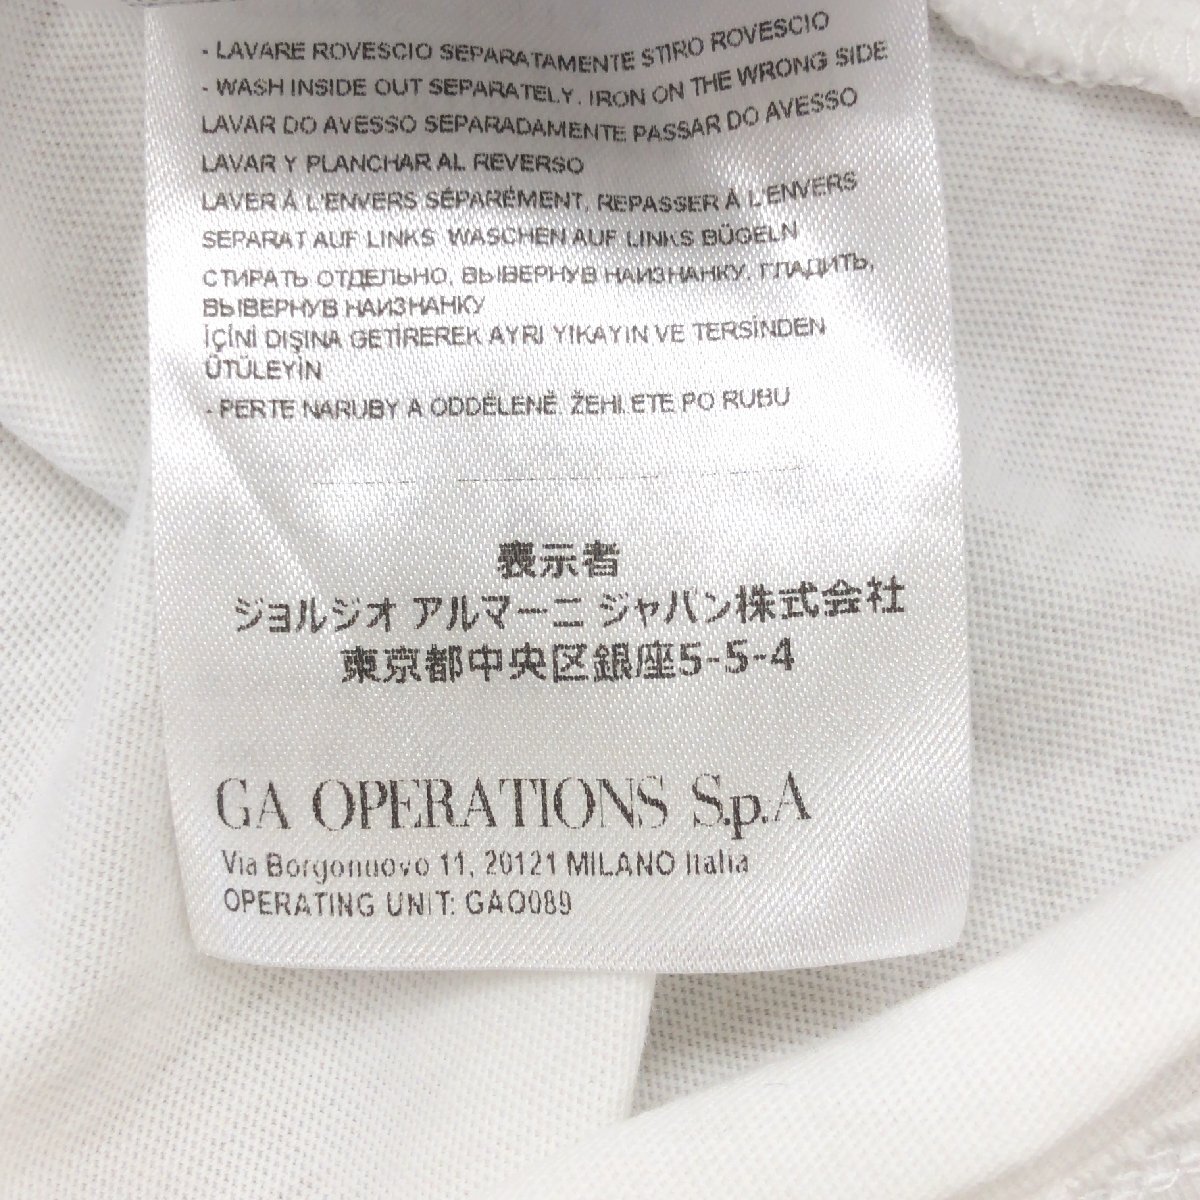 - LAVARE ROVESCIO SEPARATAMENTE STIRO ROVESCIO
- WASH INSIDE OUT SEPARATELY, IRON ON THE WRONG SIDE
LAVAR DO AVESSO SEPARADAMENTE PASSAR DO AVESSO
LAVAR Y PLANCHAR AL REVERSO
LAVER À L'ENVERS SÉPARÉMENT, REPASSER À L'ENVERS
SEPARAT AUF LINKS WASCHEN AUF LINKS BÜGELN
СТИРАТЬ ОТДЕЛЬНО, ВЫВЕРНУВ НАИЗНАНКУ. ГЛАДИТЬ,
ВЫВЕРНУВ НАИЗНАНКУ
İÇİNİ DIŞINA GETİREREK AYRI YIKAYIN VE TERSİNDEN
ÜTÜLEYİN
- PERTE NARUBY A ODDĚLENĚ. ŽEHLETE PO RUBU
表示者
ジョルジオ アルマーニ ジャパン株式会社
東京都中央区銀座5-5-4
GA OPERATIONS S.p.A
Via Borgonuovo 11, 20121 MILANO Italia
OPERATING UNIT: GAO089